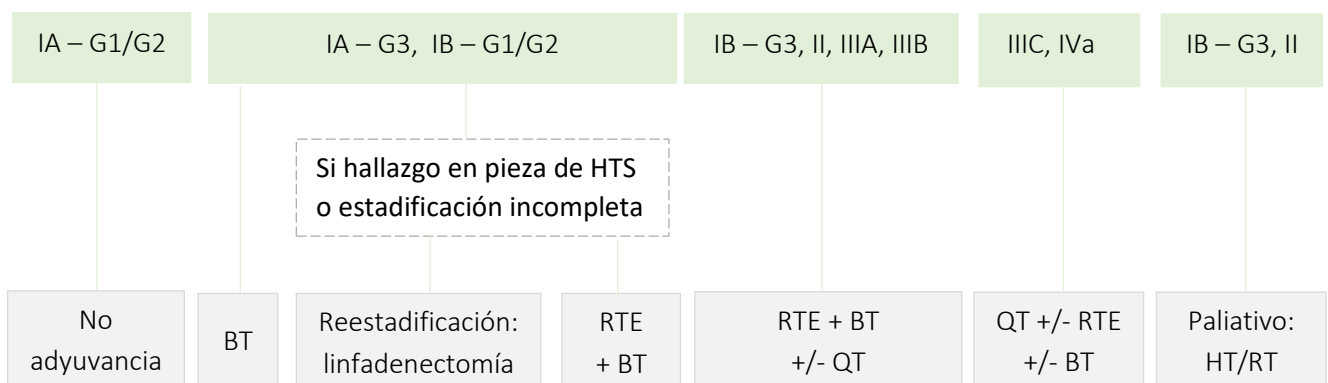 IA – G1/G2
IA – G3, IB – G1/G2
IB – G3, II, IIIA, IIIB
IIIC, IVa
IB – G3, II
Si hallazgo en pieza de HTS
o estadificación incompleta
No
adyuvancia
BT
Reestadificación:
linfadenectomía
RTE
+ BT
RTE + BT
+/- QT
QT +/- RTE
+/- BT
Paliativo:
HT/RT